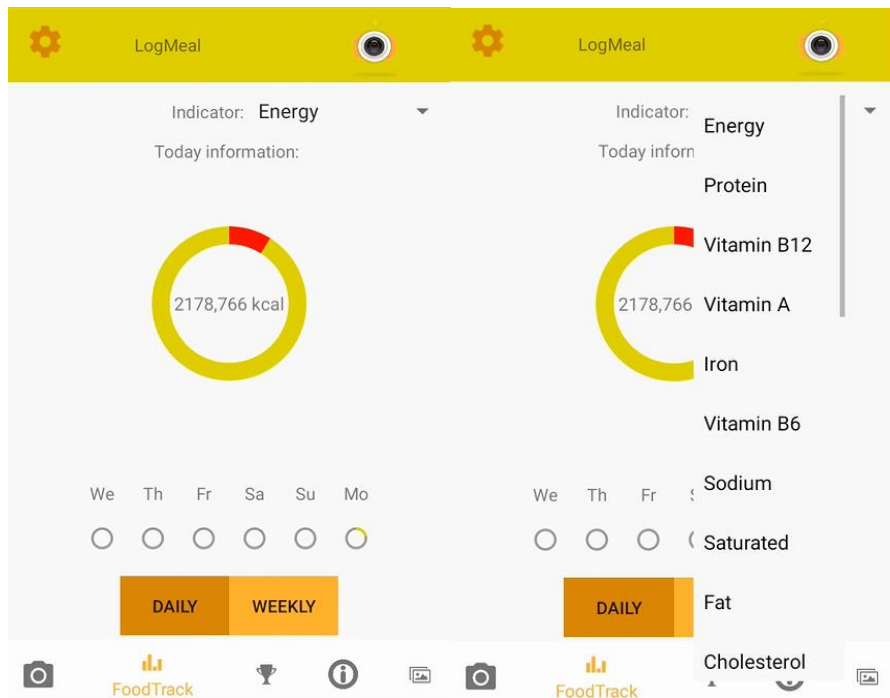 LogMeal
Indicator: Energy
Today information:
2178,766 kcal
We Th Fr Sa Su Mo
DAILY WEEKLY
FoodTrack
LogMeal
Indicator:
Today inform
2178,766
We Th Fr
DAILY
FoodTrack
Energy
Protein
Vitamin B12
Vitamin A
Iron
Vitamin B6
Sodium
Saturated
Fat
Cholesterol